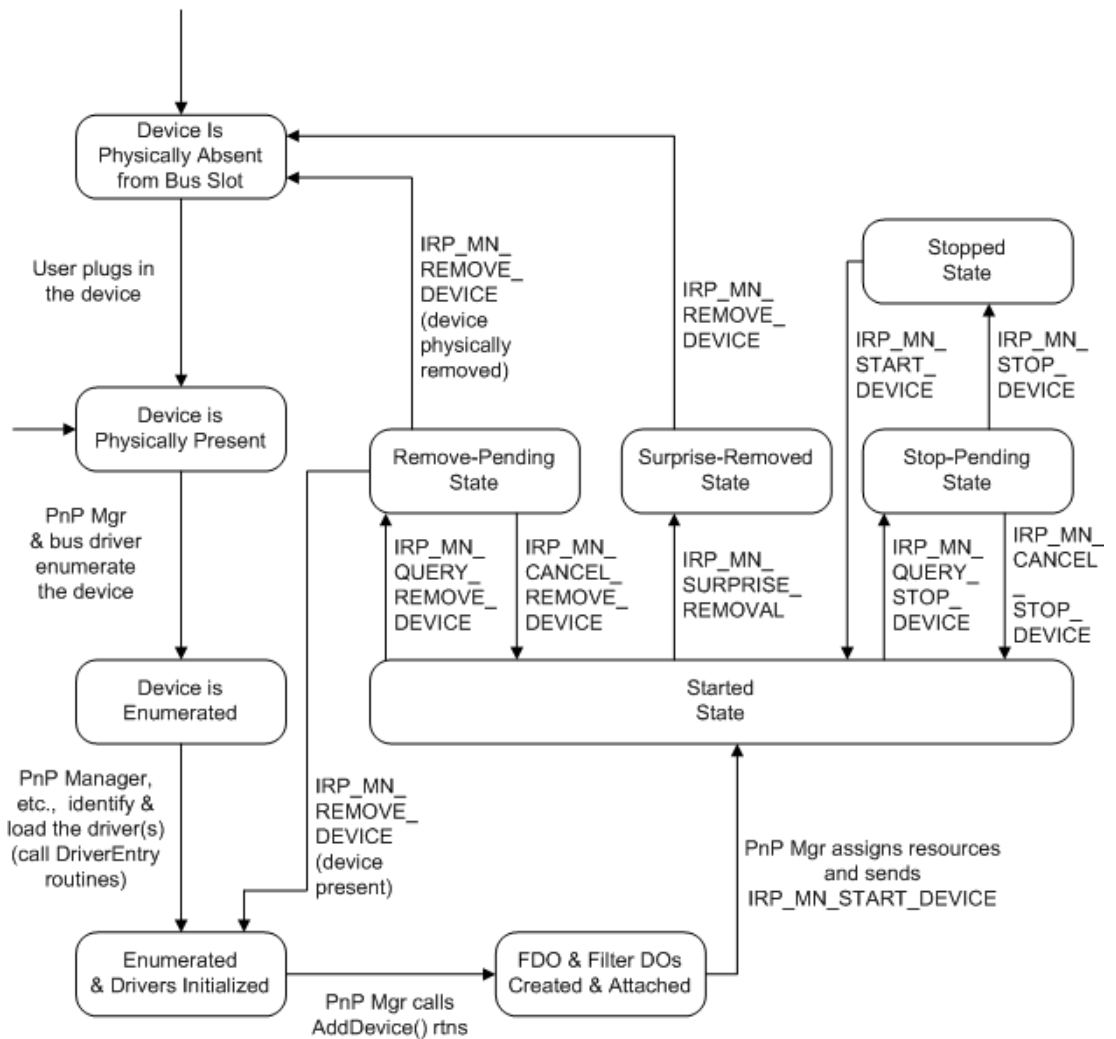 Device Is
Physically Absent
from Bus Slot
User plugs in
the device
Device is
Physically Present
PnP Mgr
& bus driver
enumerate
the device
Device is
Enumerated
PnP Manager,
etc.,  identify &
load the driver(s)
(call DriverEntry
routines)
Enumerated
& Drivers Initialized
PnP Mgr calls
AddDevice() rtns
FDO & Filter DOs
Created & Attached
PnP Mgr assigns resources
and sends
IRP_MN_START_DEVICE
Started
State
IRP_MN_
REMOVE_
DEVICE
(device
present)
IRP_MN_
QUERY_
REMOVE_
DEVICE
IRP_MN_
CANCEL_
REMOVE_
DEVICE
Remove-Pending
State
IRP_MN_
REMOVE_
DEVICE
(device
physically
removed)
IRP_MN_
SURPRISE_
REMOVAL
Surprise-Removed
State
IRP_MN_
REMOVE_
DEVICE
IRP_MN_
QUERY_
STOP_
DEVICE
IRP_MN_
CANCEL
_
STOP_
DEVICE
Stop-Pending
State
IRP_MN_
STOP_
DEVICE
Stopped
State
IRP_MN_
START_
DEVICE